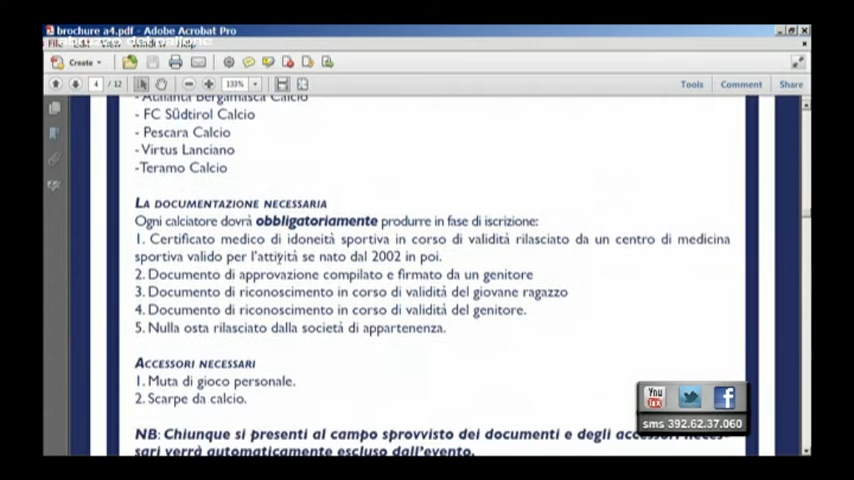 brochure a4.pdf - Adobe Acrobat Pro
File Edit View Window Help
Create
4 / 12
133%
Tools Comment Share
- Atalanta Bergamasca Calcio
- FC Südtirol Calcio
- Pescara Calcio
- Virtus Lanciano
-Teramo Calcio
LA DOCUMENTAZIONE NECESSARIA
Ogni calciatore dovrà obbligatoriamente produrre in fase di iscrizione:
1. Certificato medico di idoneità sportiva in corso di validità rilasciato da un centro di medicina
sportiva valido per l'attività se nato dal 2002 in poi.
2. Documento di approvazione compilato e firmato da un genitore
3. Documento di riconoscimento in corso di validità del giovane ragazzo
4. Documento di riconoscimento in corso di validità del genitore.
5. Nulla osta rilasciato dalla società di appartenenza.
ACCESSORI NECESSARI
1. Muta di gioco personale.
2. Scarpe da calcio.
You
f
sms 392.62.37.060
NB: Chiunque si presenti al campo sprovvisto dei documenti e degli accessori neces-
sari verrà automaticamente escluso dall'evento.